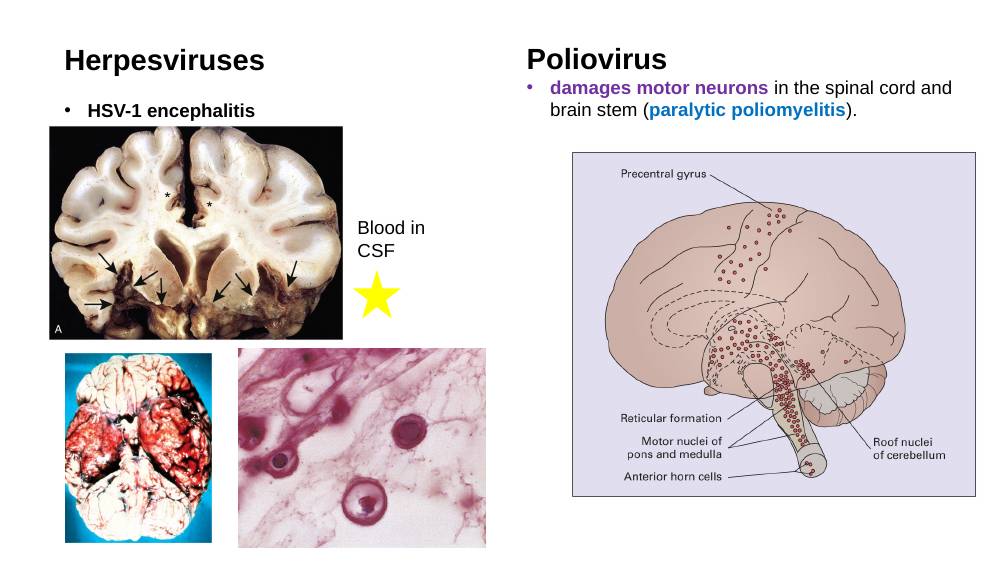 Herpesviruses
• HSV-1 encephalitis
*
*
A
Blood in
CSF
Poliovirus
• damages motor neurons in the spinal cord and
brain stem (paralytic poliomyelitis).
Precentral gyrus
Reticular formation
Motor nuclei of
pons and medulla
Anterior horn cells
Roof nuclei
of cerebellum